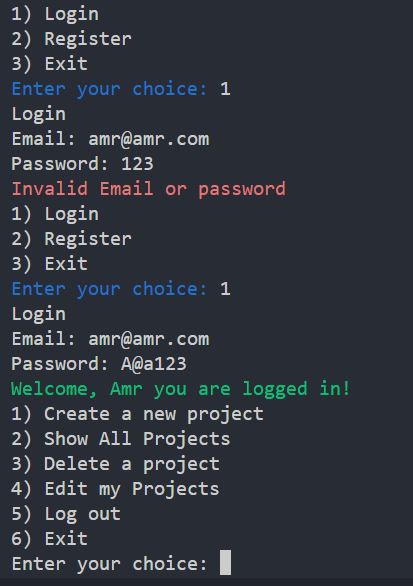 1) Login
2) Register
3) Exit
Enter your choice: 1
Login
Email: amr@amr.com
Password: 123
Invalid Email or password
1) Login
2) Register
3) Exit
Enter your choice: 1
Login
Email: amr@amr.com
Password: A@a123
Welcome, Amr you are logged in!
1) Create a new project
2) Show All Projects
3) Delete a project
4) Edit my Projects
5) Log out
6) Exit
Enter your choice: